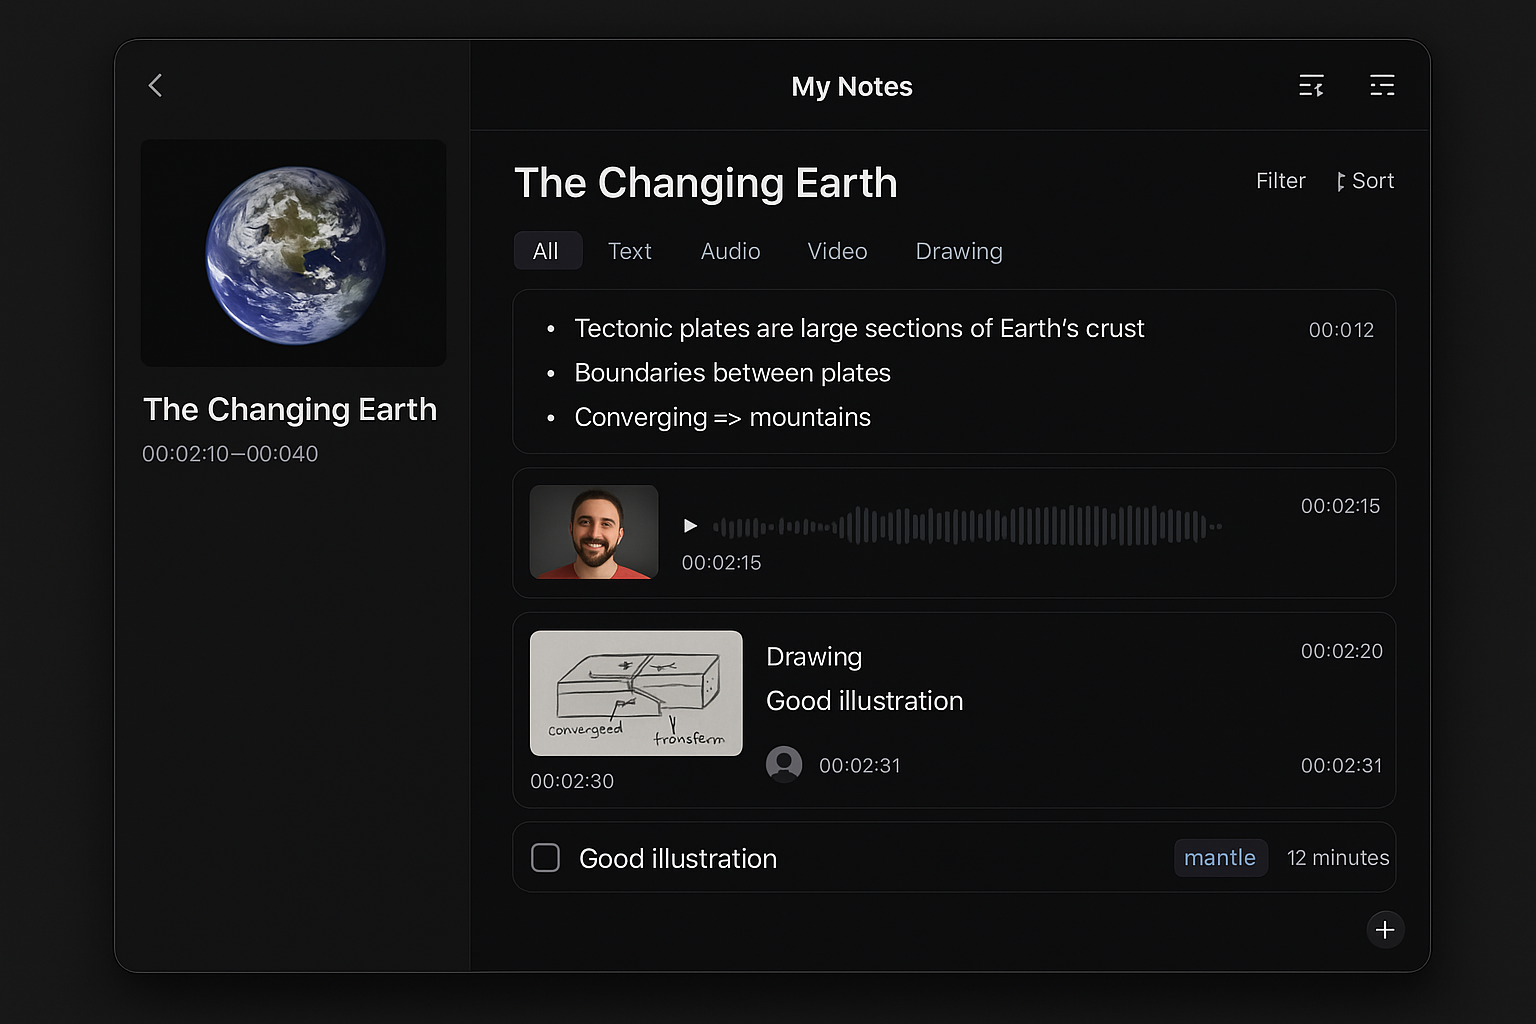 My Notes
The Changing Earth
00:02:10–00:040
The Changing Earth
Filter
Sort
All
Text
Audio
Video
Drawing
• Tectonic plates are large sections of Earth's crust
00:012
• Boundaries between plates
• Converging => mountains
00:02:15
00:02:15
convergeed
transferm
00:02:30
Drawing
00:02:20
Good illustration
00:02:31
00:02:31
Good illustration
mantle
12 minutes